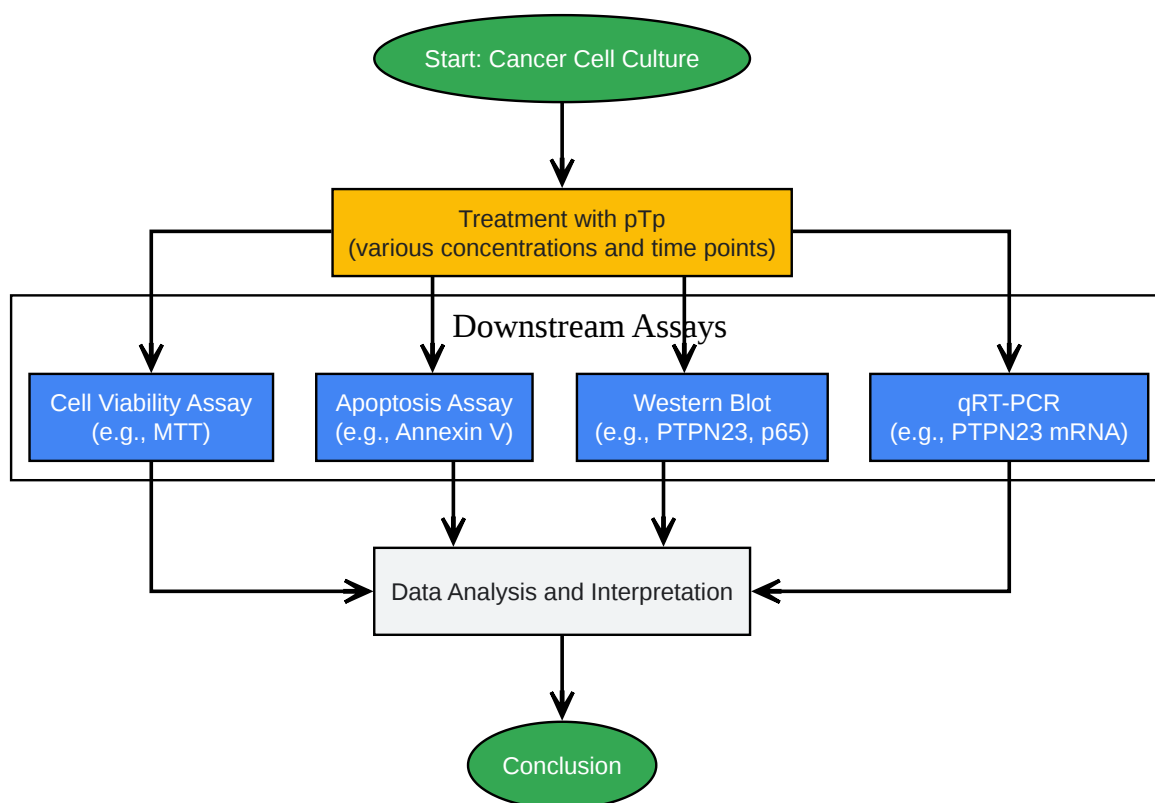 Start: Cancer Cell Culture
Treatment with pTp
(various concentrations and time points)
Downstream Assays
Cell Viability Assay
(e.g., MTT)
Apoptosis Assay
(e.g., Annexin V)
Western Blot
(e.g., PTPN23, p65)
qRT-PCR
(e.g., PTPN23 mRNA)
Data Analysis and Interpretation
Conclusion